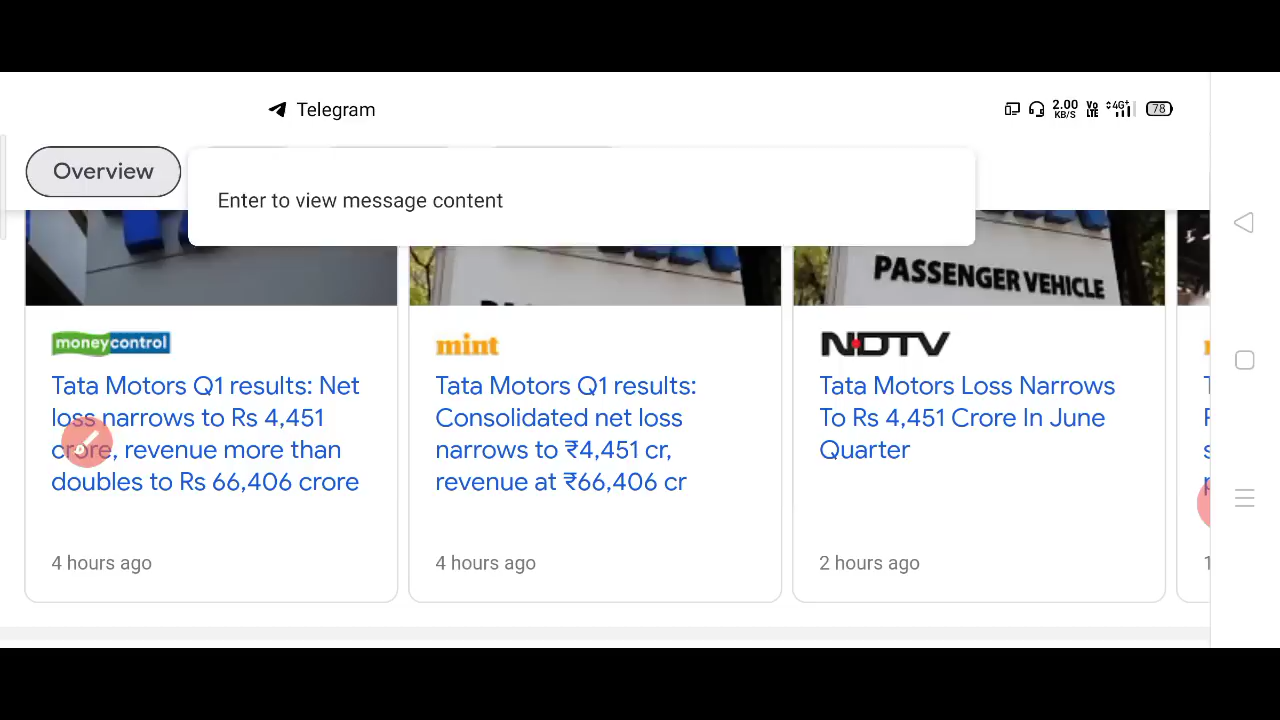 Telegram
2.00 KB/S Vo LTE 4G+ 78
Overview
Enter to view message content
PASSENGER VEHICLE
moneycontrol
Tata Motors Q1 results: Net
loss narrows to Rs 4,451
crore, revenue more than
doubles to Rs 66,406 crore
4 hours ago
mint
Tata Motors Q1 results:
Consolidated net loss
narrows to ₹4,451 cr,
revenue at ₹66,406 cr
4 hours ago
NDTV
Tata Motors Loss Narrows
To Rs 4,451 Crore In June
Quarter
2 hours ago